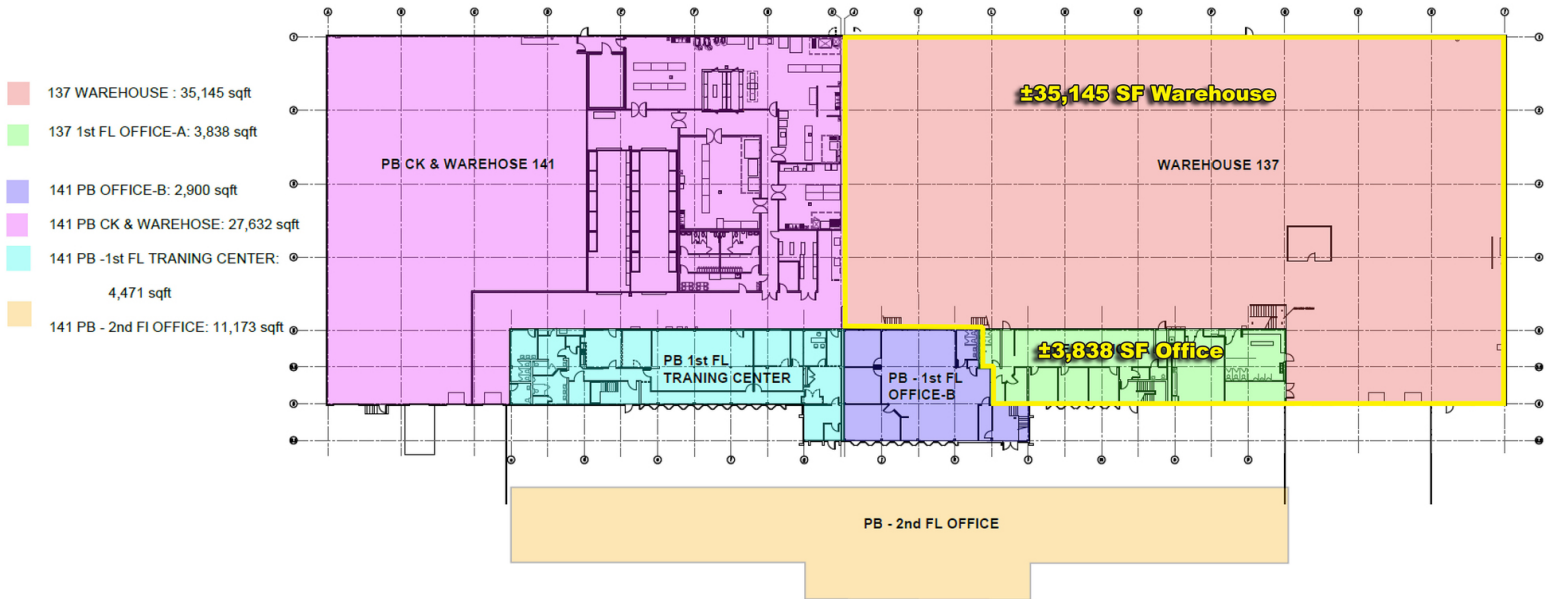 137 WAREHOUSE : 35,145 sqft
137 1st FL OFFICE-A: 3,838 sqft
141 PB OFFICE-B: 2,900 sqft
141 PB CK & WAREHOSE: 27,632 sqft
141 PB -1st FL TRANING CENTER:
4,471 sqft
141 PB - 2nd Fl OFFICE: 11,173 sqft
PB CK & WAREHOSE 141
±35,145 SF Warehouse
WAREHOUSE 137
PB 1st FL
TRANING CENTER
PB - 1st FL
OFFICE-B
±3,838 SF Office
PB - 2nd FL OFFICE